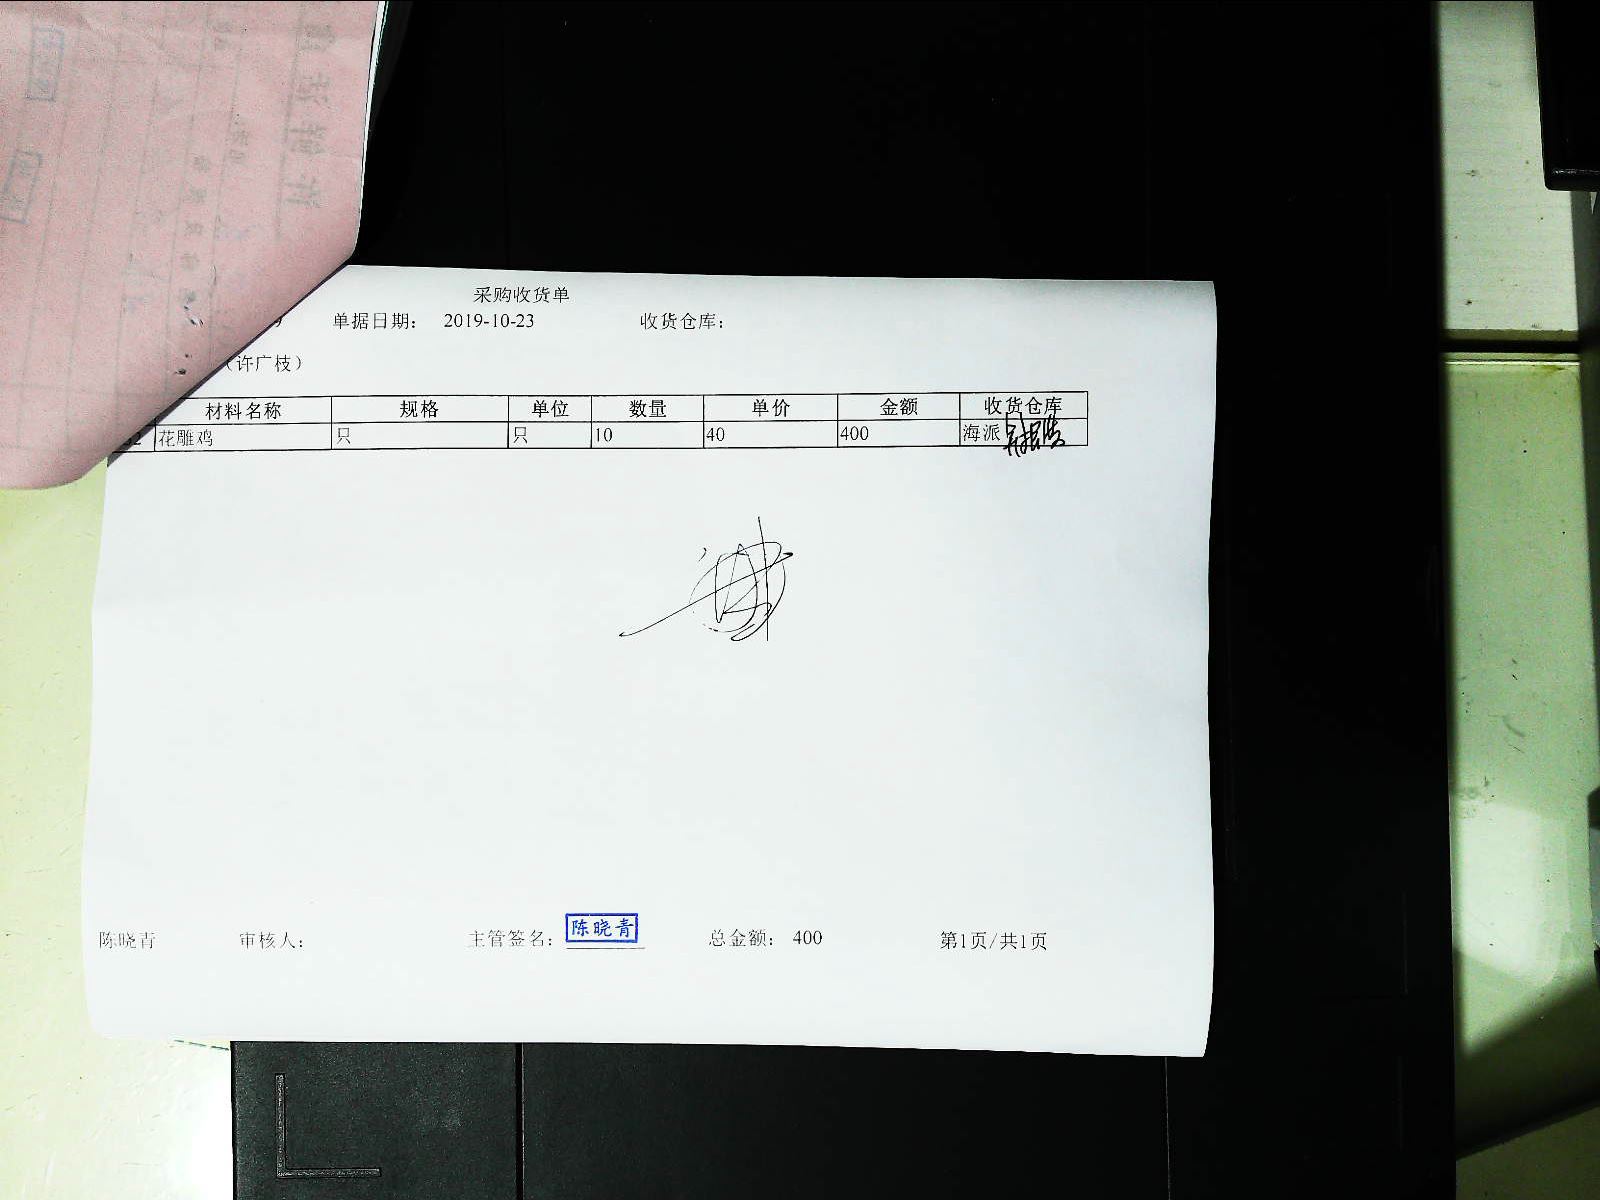 采购收货单
9 单据日期： 2019-10-23 收货仓库：
（许广枝）
材料名称 规格 单位 数量 单价 金额 收货仓库
2 花雕鸡 只 只 10 40 400 海派
陈晓青 审核人： 主管签名： 陈晓青 总金额： 400 第1页/共1页